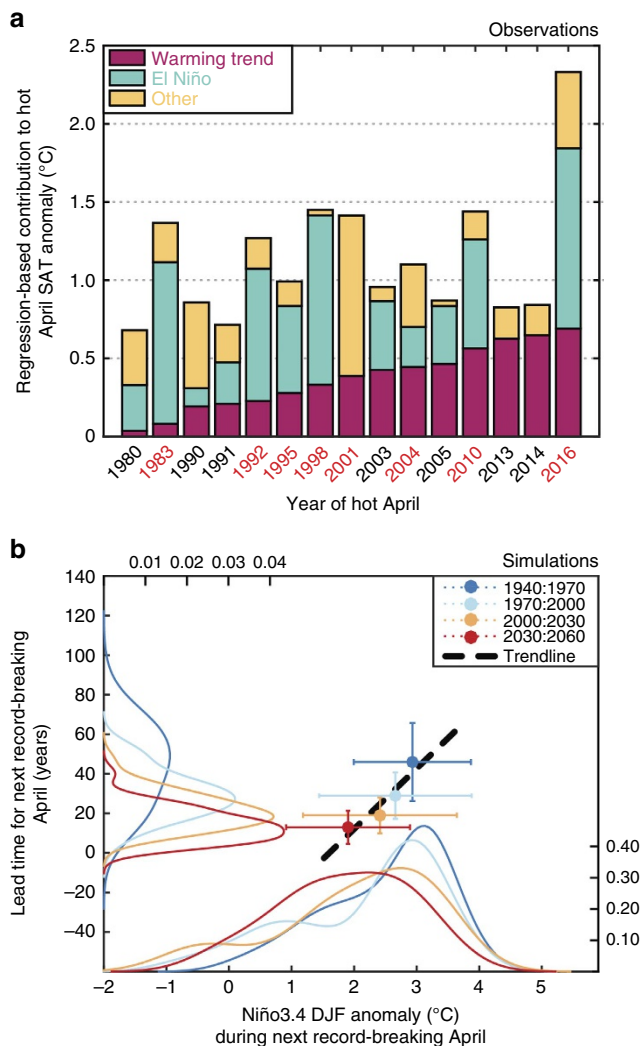 a
Observations
Warming trend
El Niño
Other
2.5
2.0
1.5
1.0
0.5
0
Regression-based contribution to hot
April SAT anomaly (°C)
1980 1983 1990 1991 1992 1995 1998 2001 2003 2004 2005 2010 2013 2014 2016
Year of hot April
b
Simulations
0.01 0.02 0.03 0.04
1940:1970
1970:2000
2000:2030
2030:2060
Trendline
140
120
100
80
60
40
20
0
−20
−40
Lead time for next record-breaking
April (years)
0.40
0.30
0.20
0.10
−2 −1 0 1 2 3 4 5
Niño3.4 DJF anomaly (°C)
during next record-breaking April